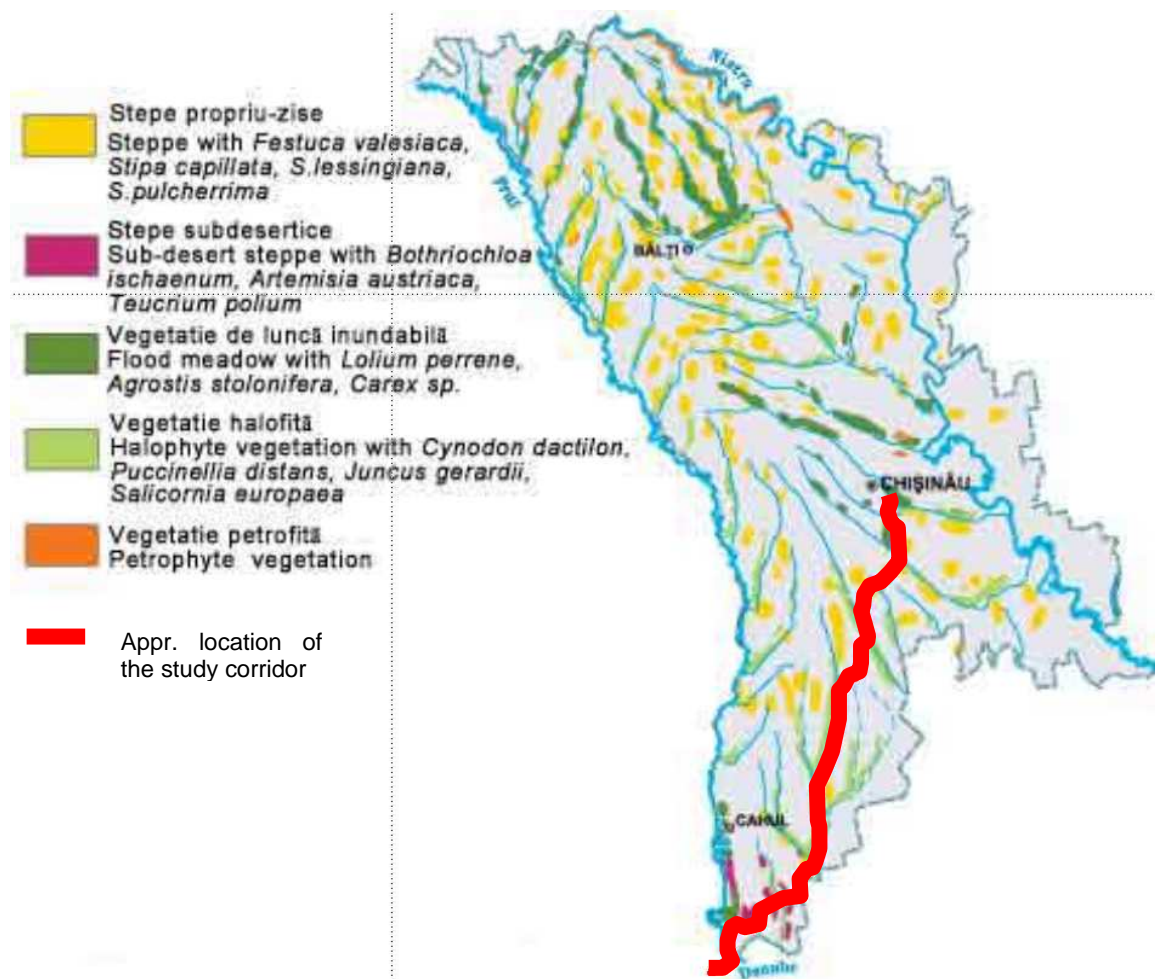 Stepe propriu-zise
Steppe with Festuca valesiaca,
Stipa capillata, S.lessingiana,
S.pulcherrima
Stepe subdesertice
Sub-desert steppe with Bothriochloa
ischaenum, Artemisia austriaca,
Teucrium polium
Vegetatie de luncă inundabilă
Flood meadow with Lolium perrene,
Agrostis stolonifera, Carex sp.
Vegetatie halofită
Halophyte vegetation with Cynodon dactilon,
Puccinellia distans, Juncus gerardii,
Salicornia europaea
Vegetatie petrofită
Petrophyte vegetation
Appr. location of
the study corridor
Nistru
Prut
BĂLŢI
CHIŞINĂU
CAHUL
Danube